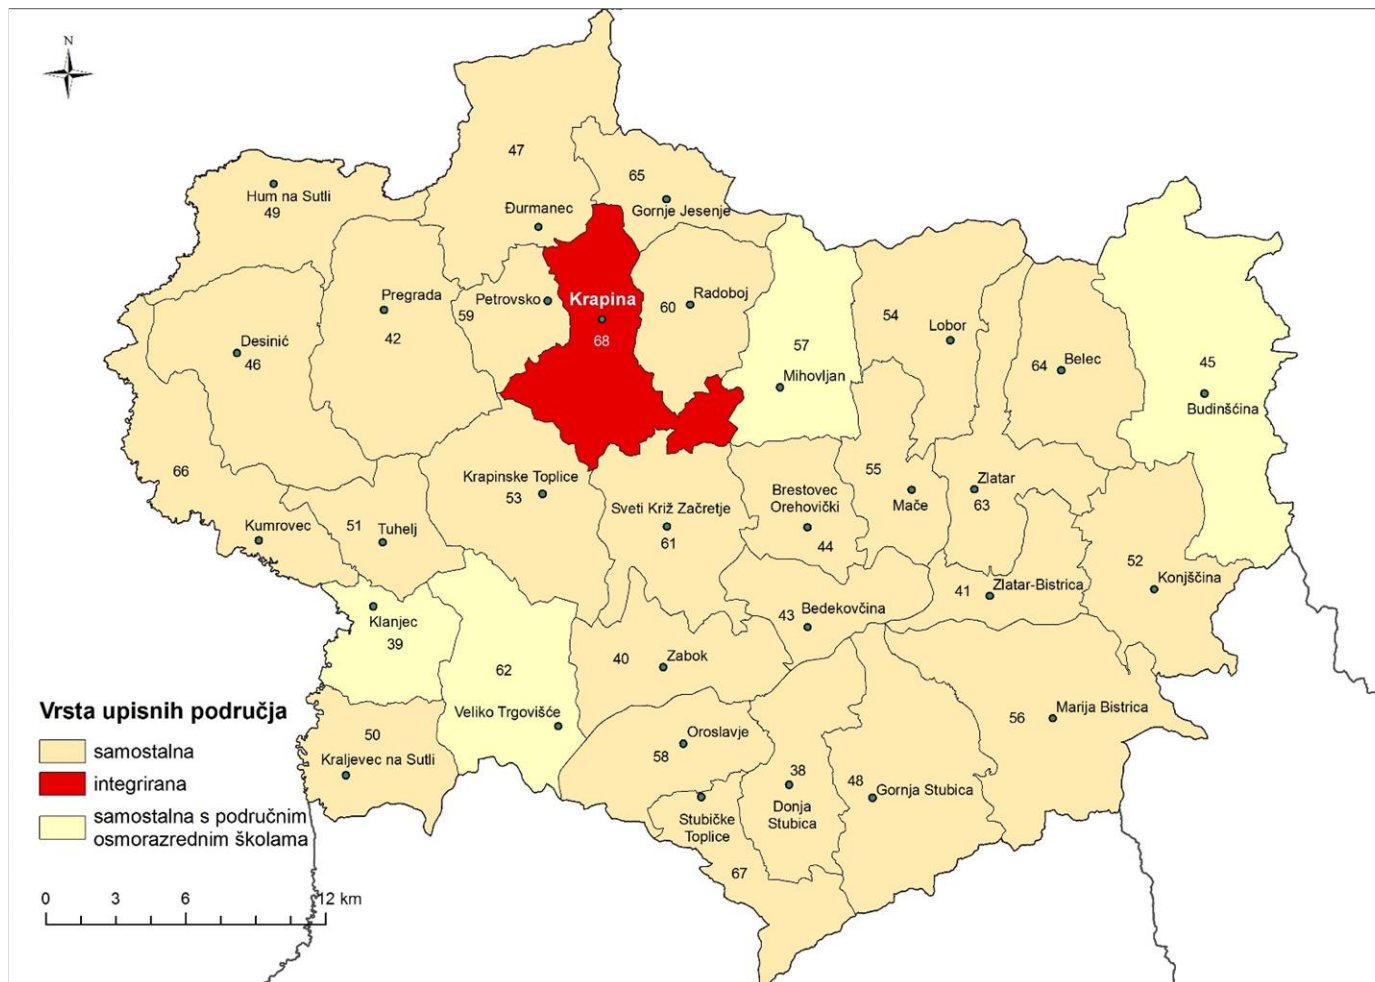 N
47
65
Hum na Sutli
49
Đurmanec
Gornje Jesenje
Pregrada
42
Petrovsko
59
Krapina
68
Radoboj
60
54
Lobor
57
Mihovljan
64
Belec
45
Budinšćina
Desinić
46
66
Kumrovec
51
Tuhelj
Krapinske Toplice
53
Sveti Križ Začretje
61
Brestovec
Orehovički
44
55
Mače
Zlatar
63
52
Konjščina
41
Zlatar-Bistrica
43
Bedekovčina
Klanjec
39
62
Veliko Trgovišće
40
Zabok
56
Marija Bistrica
50
Kraljevec na Sutli
Oroslavje
58
38
Donja
Stubica
48
Gornja Stubica
Stubičke
Toplice
67
Vrsta upisnih područja
samostalna
integrirana
samostalna s područnim
osmorazrednim školama
0 3 6 12 km